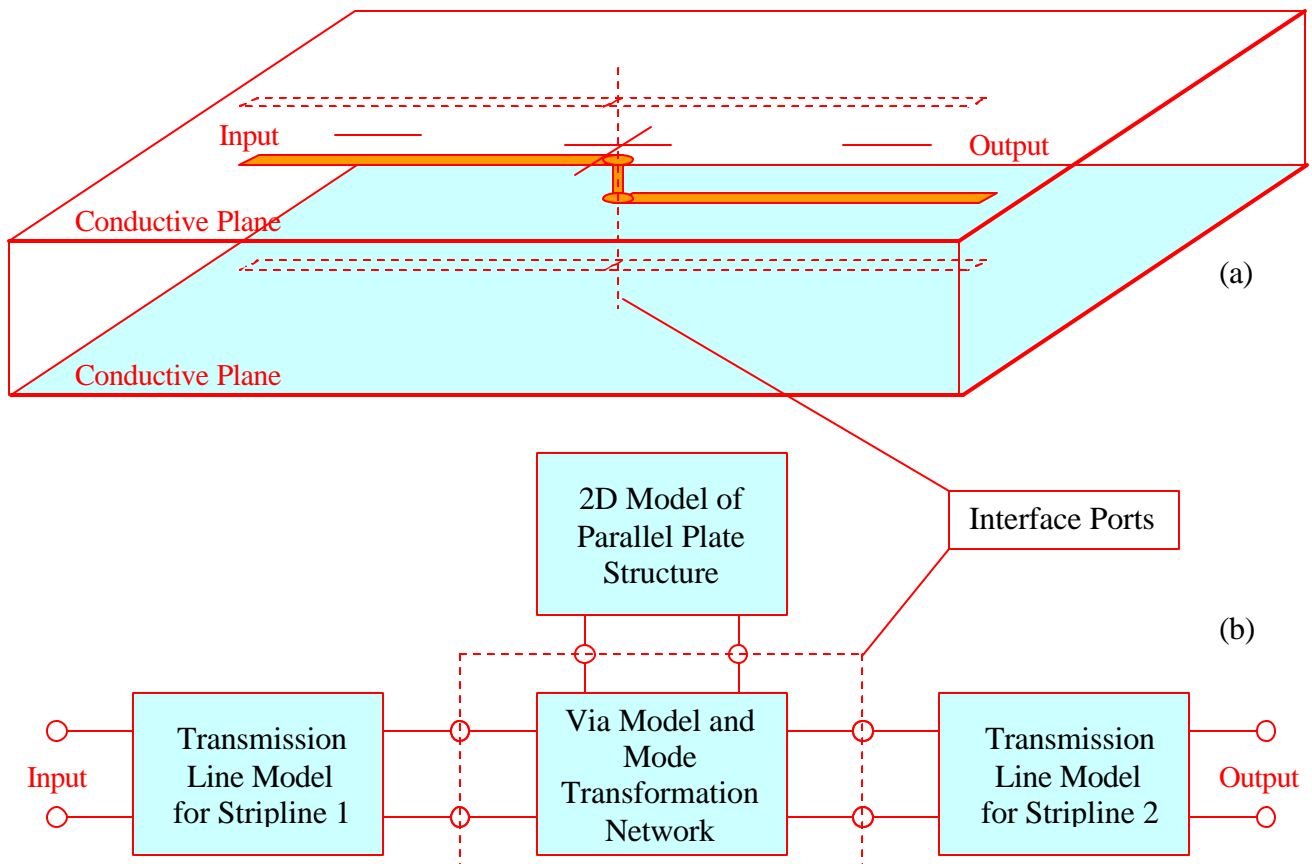 Input
Output
Conductive Plane
(a)
Conductive Plane
2D Model of
Parallel Plate
Structure
Interface Ports
(b)
Transmission
Line Model
for Stripline 1
Via Model and
Mode
Transformation
Network
Transmission
Line Model
for Stripline 2
Input
Output